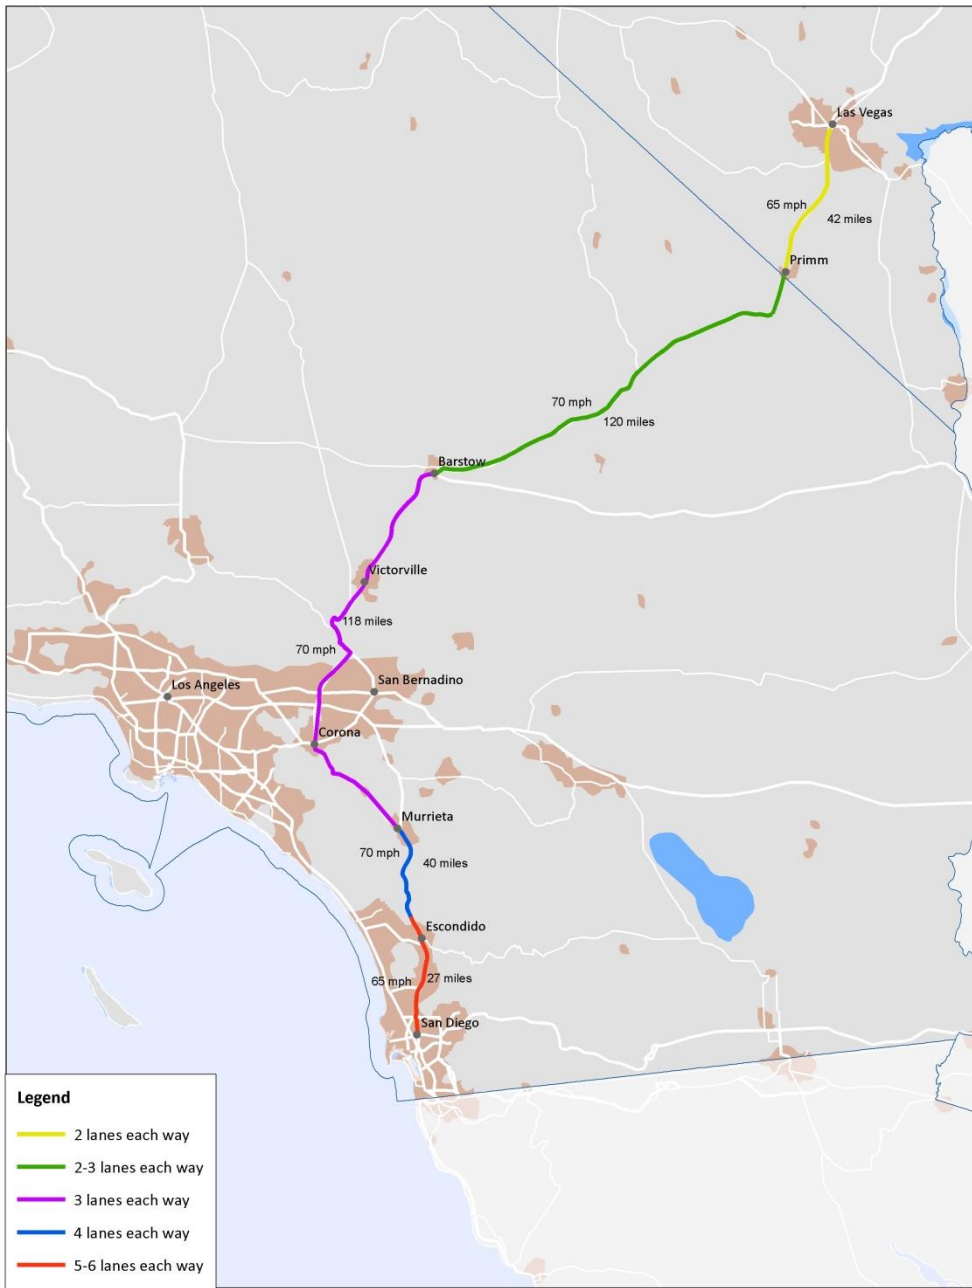 Las Vegas
65 mph
42 miles
Primm
70 mph
120 miles
Barstow
Victorville
118 miles
70 mph
San Bernadino
Los Angeles
Corona
Murrieta
70 mph
40 miles
Escondido
65 mph
27 miles
San Diego
Legend
2 lanes each way
2-3 lanes each way
3 lanes each way
4 lanes each way
5-6 lanes each way